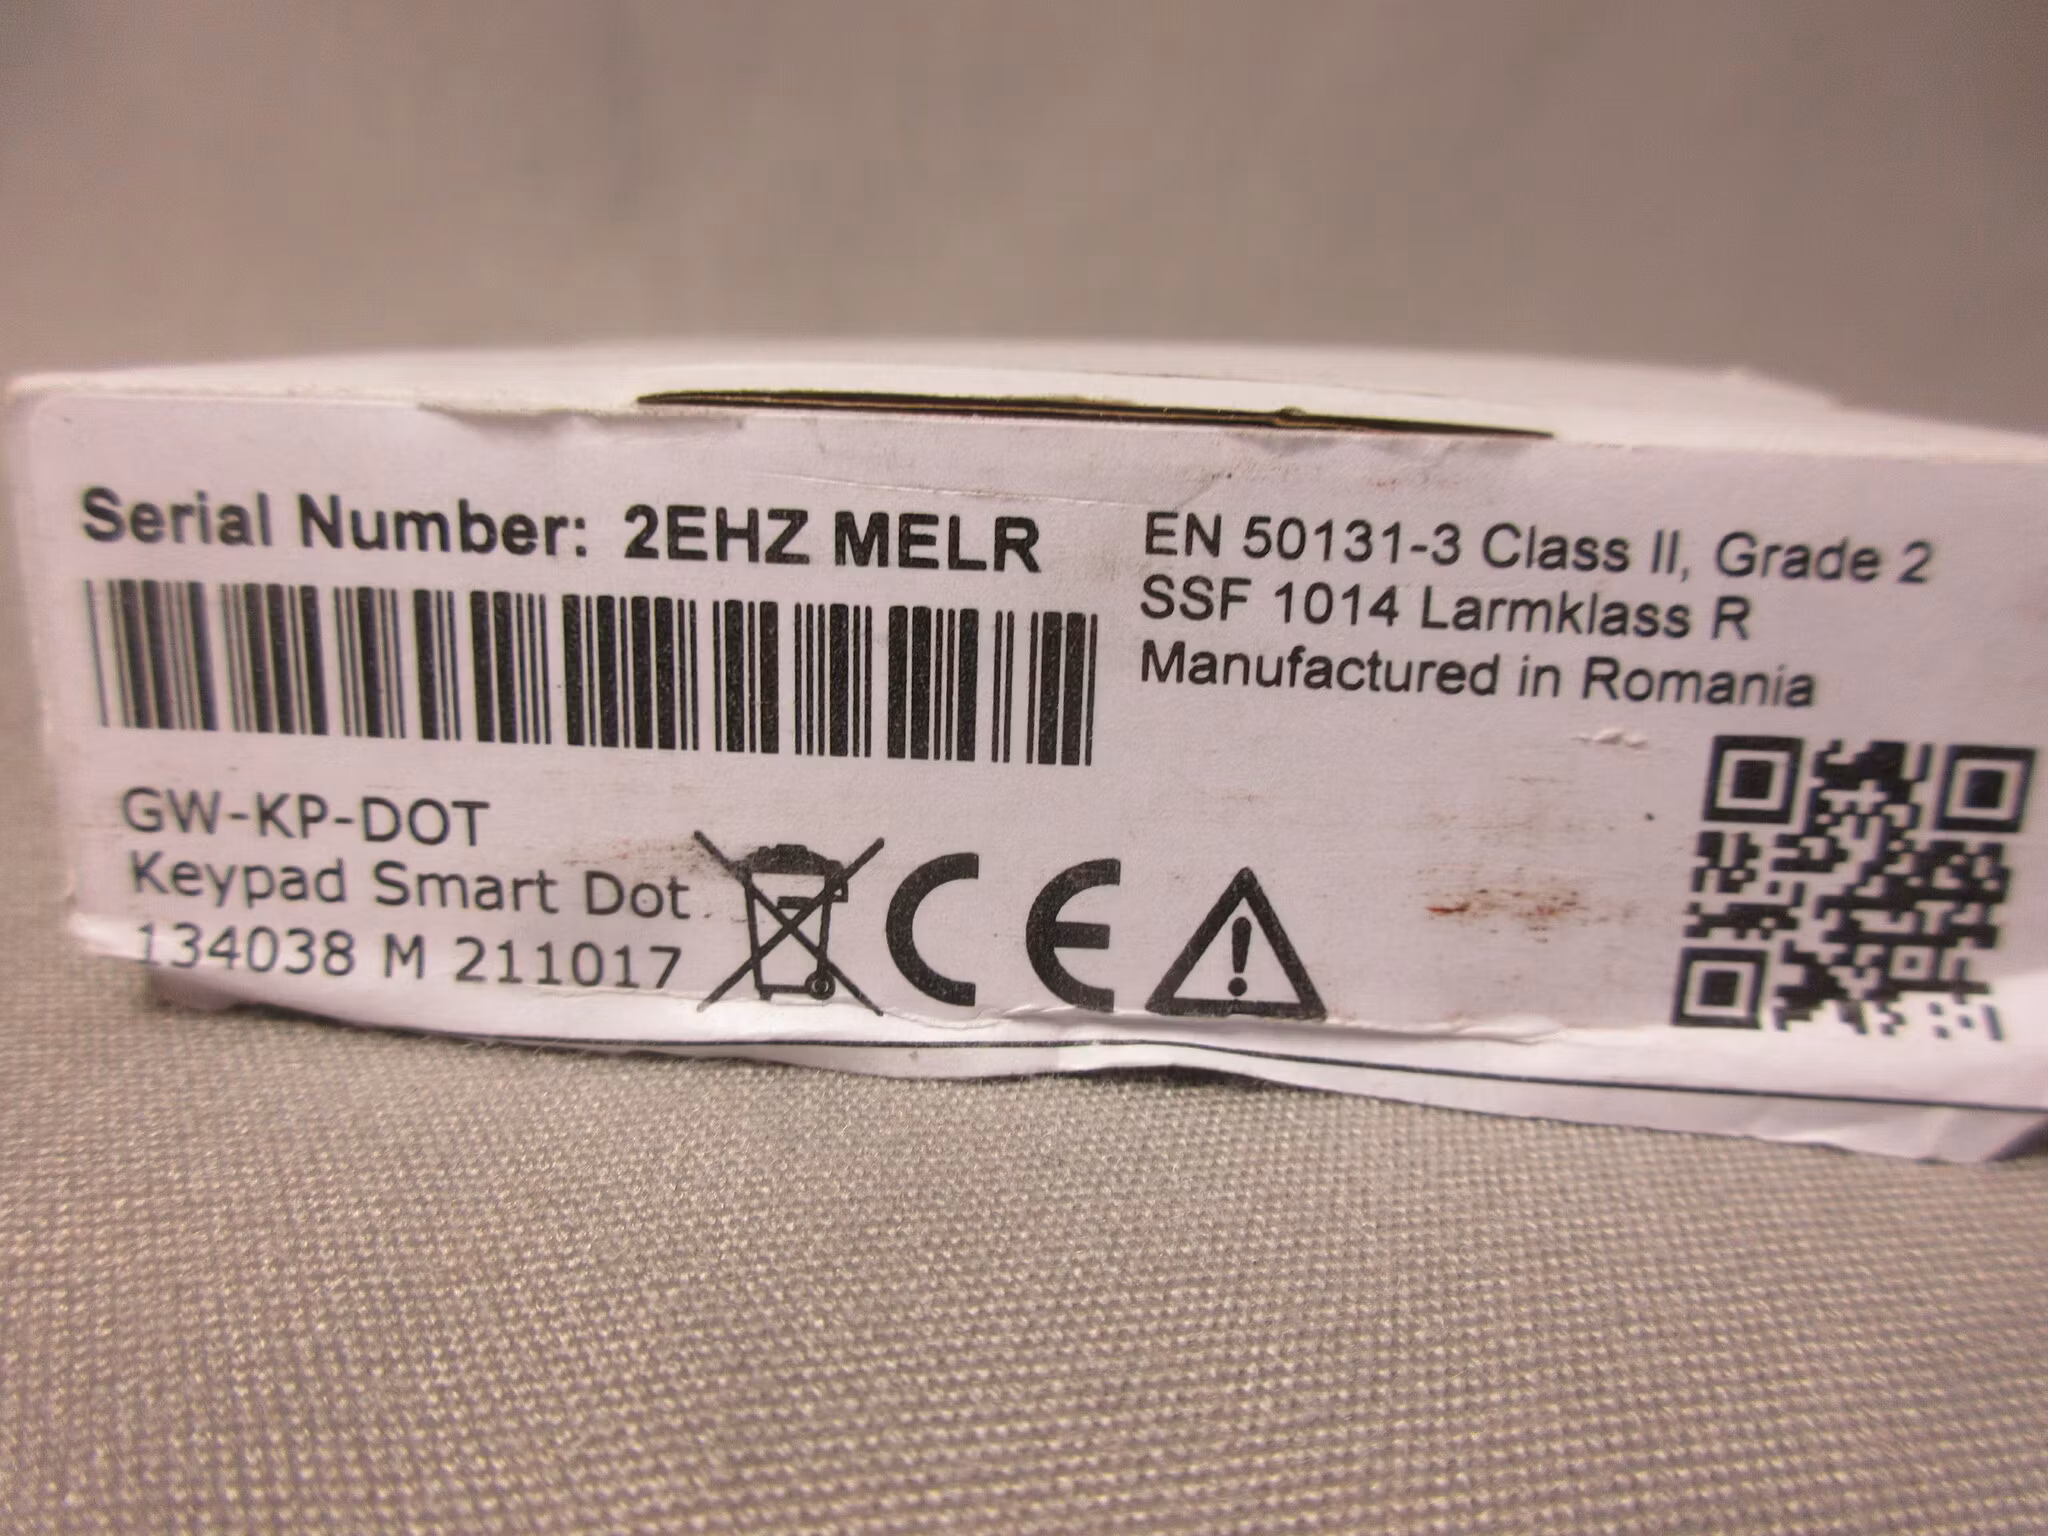 Serial Number: 2EHZ MELR
EN 50131-3 Class II, Grade 2
SSF 1014 Larmklass R
Manufactured in Romania
GW-KP-DOT
Keypad Smart Dot
134038 M 211017
CE